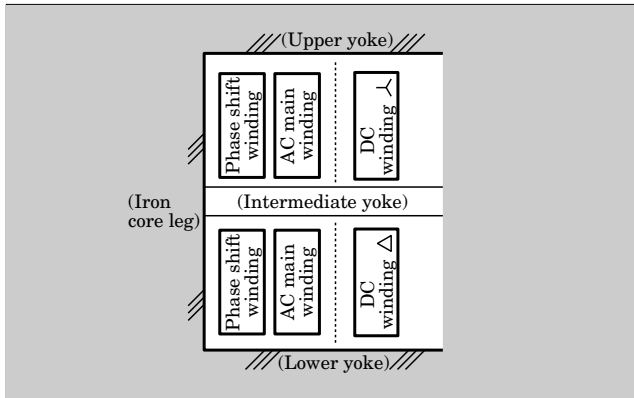 (Upper yoke)
Phase shift
winding
AC main
winding
DC
winding
(Iron
core leg)
(Intermediate yoke)
Phase shift
winding
AC main
winding
DC
winding
(Lower yoke)